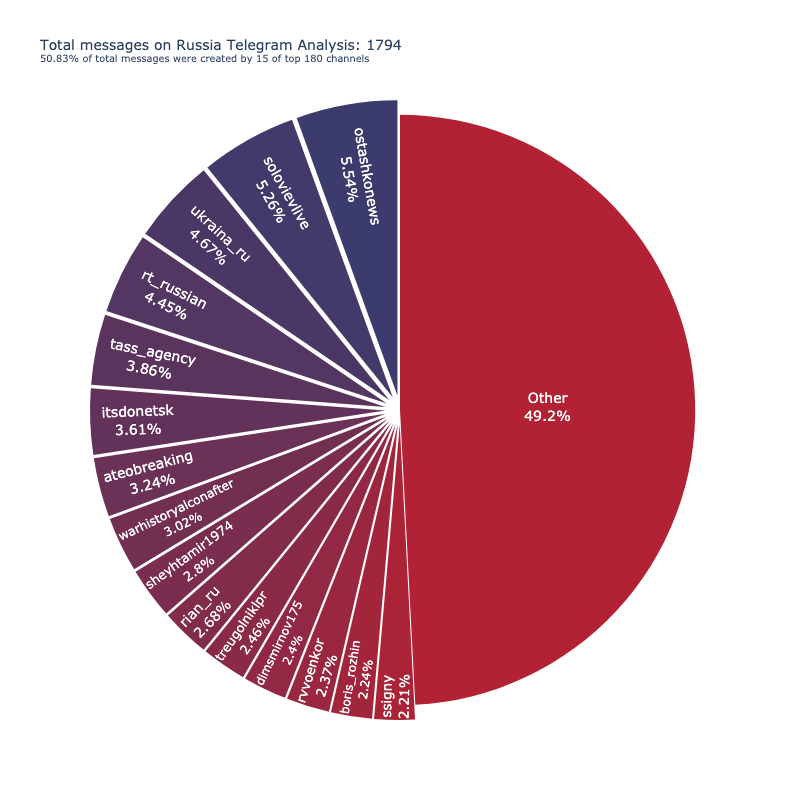 Total messages on Russia Telegram Analysis: 1794
50.83% of total messages were created by 15 of top 180 channels
ostashkonews
5.54%
solovievlive
5.26%
ukraina_ru
4.67%
rt_russian
4.45%
tass_agency
3.86%
itsdonetsk
3.61%
ateobreaking
3.24%
warhistoryalconafter
3.02%
sheyhtamir1974
2.8%
rian_ru
2.68%
treugolniklpr
2.46%
dimsmirnov175
2.4%
rvvoenkor
2.37%
boris_rozhin
2.24%
ssigny
2.21%
Other
49.2%